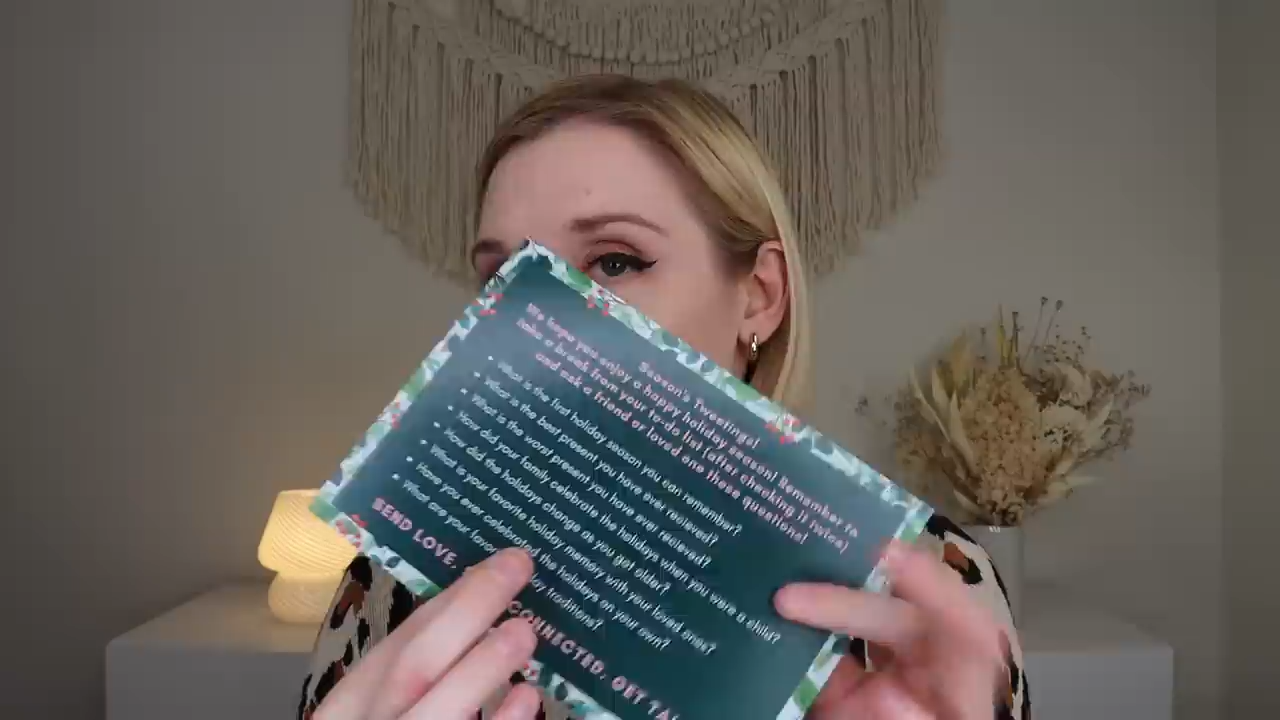 Season's Tweetings!
We hope you enjoy a happy holiday season! Remember to
take a break from your to-do list (after checking it twice)
and ask a friend or loved one these questions!
• What is the first holiday season you can remember?
• What is the best present you have ever recieved?
• What is the worst present you have ever recieved?
• How did your family celebrate the holidays when you were a child?
• How did the holidays change as you got older?
• What is your favorite holiday memory with your loved ones?
• Have you ever celebrated the holidays on your own?
• What are your traditions?
SEND LOVE, CONNECTED, GET